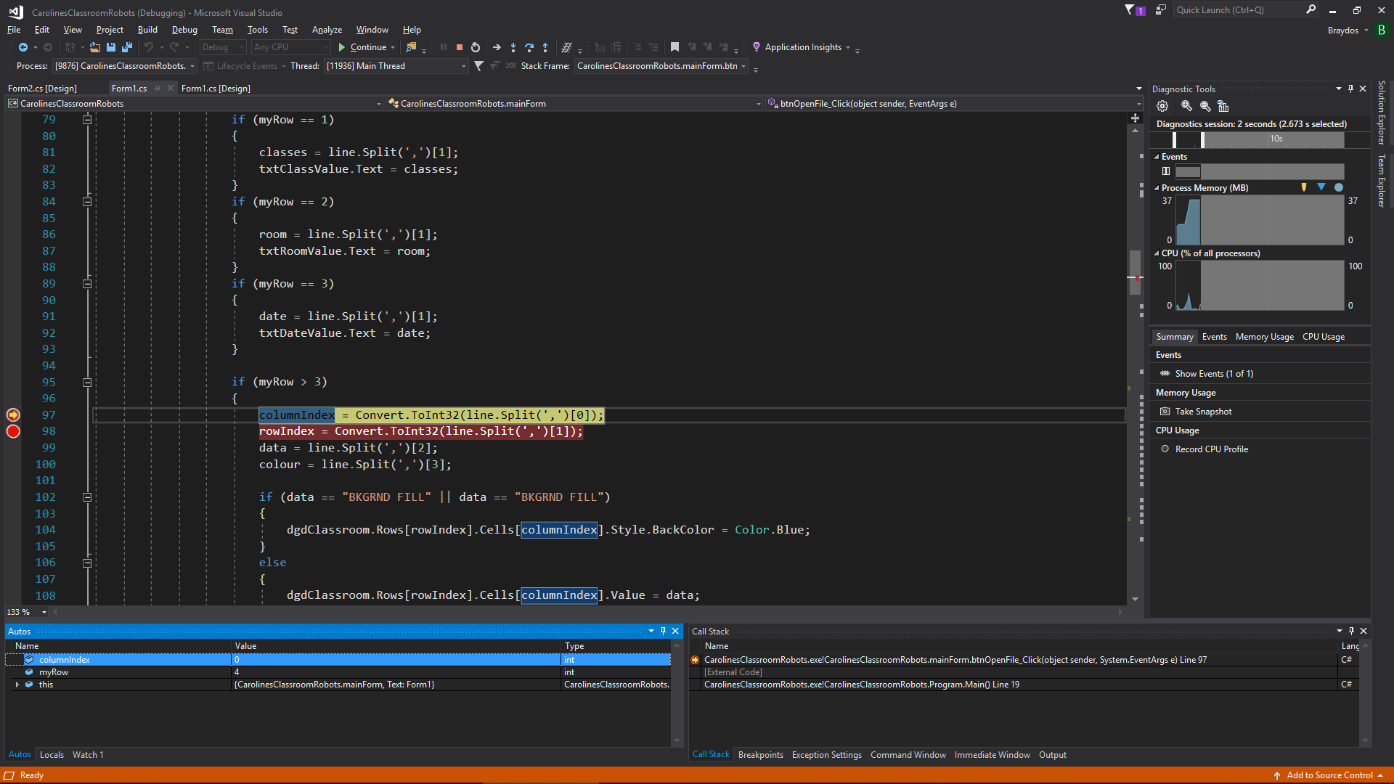 CarolinesClassroomRobots (Debugging) - Microsoft Visual Studio
1
Quick Launch (Ctrl+Q)
File Edit View Project Build Debug Team Tools Test Analyze Window Help
Braydos B
Debug Any CPU Continue Application Insights
Process: [9876] CarolinesClassroomRobots. Lifecycle Events Thread: [11936] Main Thread Stack Frame: CarolinesClassroomRobots.mainForm.btn
Form2.cs [Design] Form1.cs Form1.cs [Design]
CarolinesClassroomRobots CarolinesClassroomRobots.mainForm btnOpenFile_Click(object sender, EventArgs e)
79 if (myRow == 1)
80 {
81 classes = line.Split(',')[1];
82 txtClassValue.Text = classes;
83 }
84 if (myRow == 2)
85 {
86 room = line.Split(',')[1];
87 txtRoomValue.Text = room;
88 }
89 if (myRow == 3)
90 {
91 date = line.Split(',')[1];
92 txtDateValue.Text = date;
93 }
94
95 if (myRow > 3)
96 {
97 columnIndex = Convert.ToInt32(line.Split(',')[0]);
98 rowIndex = Convert.ToInt32(line.Split(',')[1]);
99 data = line.Split(',')[2];
100 colour = line.Split(',')[3];
101
102 if (data == "BKGRND FILL" || data == "BKGRND FILL")
103 {
104 dgdClassroom.Rows[rowIndex].Cells[columnIndex].Style.BackColor = Color.Blue;
105 }
106 else
107 {
108 dgdClassroom.Rows[rowIndex].Cells[columnIndex].Value = data;
133 %
Diagnostic Tools
Diagnostics session: 2 seconds (2.673 s selected)
10s
Events
Process Memory (MB)
37 37
0 0
CPU (% of all processors)
100 100
0 0
Summary Events Memory Usage CPU Usage
Events
Show Events (1 of 1)
Memory Usage
Take Snapshot
CPU Usage
Record CPU Profile
Solution Explorer
Team Explorer
Autos
Name Value Type
columnIndex 0 int
myRow 4 int
this {CarolinesClassroomRobots.mainForm, Text: Form1} CarolinesClassroomRobots.
Autos Locals Watch 1
Call Stack
Name Lang
CarolinesClassroomRobots.exe!CarolinesClassroomRobots.mainForm.btnOpenFile_Click(object sender, System.EventArgs e) Line 97 C#
[External Code]
CarolinesClassroomRobots.exe!CarolinesClassroomRobots.Program.Main() Line 19 C#
Call Stack Breakpoints Exception Settings Command Window Immediate Window Output
Ready
Add to Source Control